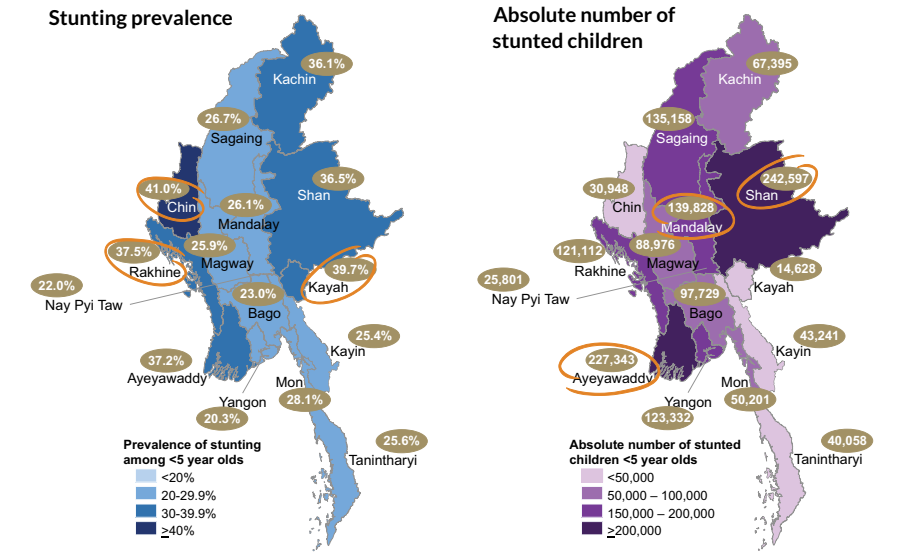 Stunting prevalence
36.1%
Kachin
26.7%
Sagaing
36.5%
Shan
41.0%
Chin
26.1%
Mandalay
37.5%
Rakhine
25.9%
Magway
39.7%
Kayah
22.0%
Nay Pyi Taw
23.0%
Bago
25.4%
Kayin
37.2%
Ayeyawaddy
Mon
28.1%
Yangon
20.3%
25.6%
Tanintharyi
Prevalence of stunting
among <5 year olds
<20%
20-29.9%
30-39.9%
≥40%
Absolute number of
stunted children
67,395
Kachin
135,158
Sagaing
242,597
Shan
30,948
Chin
139,828
Mandalay
121,112
Rakhine
88,976
Magway
14,628
Kayah
25,801
Nay Pyi Taw
97,729
Bago
43,241
Kayin
227,343
Ayeyawaddy
Mon
50,201
Yangon
123,332
40,058
Tanintharyi
Absolute number of stunted
children <5 year olds
<50,000
50,000 – 100,000
150,000 – 200,000
≥200,000